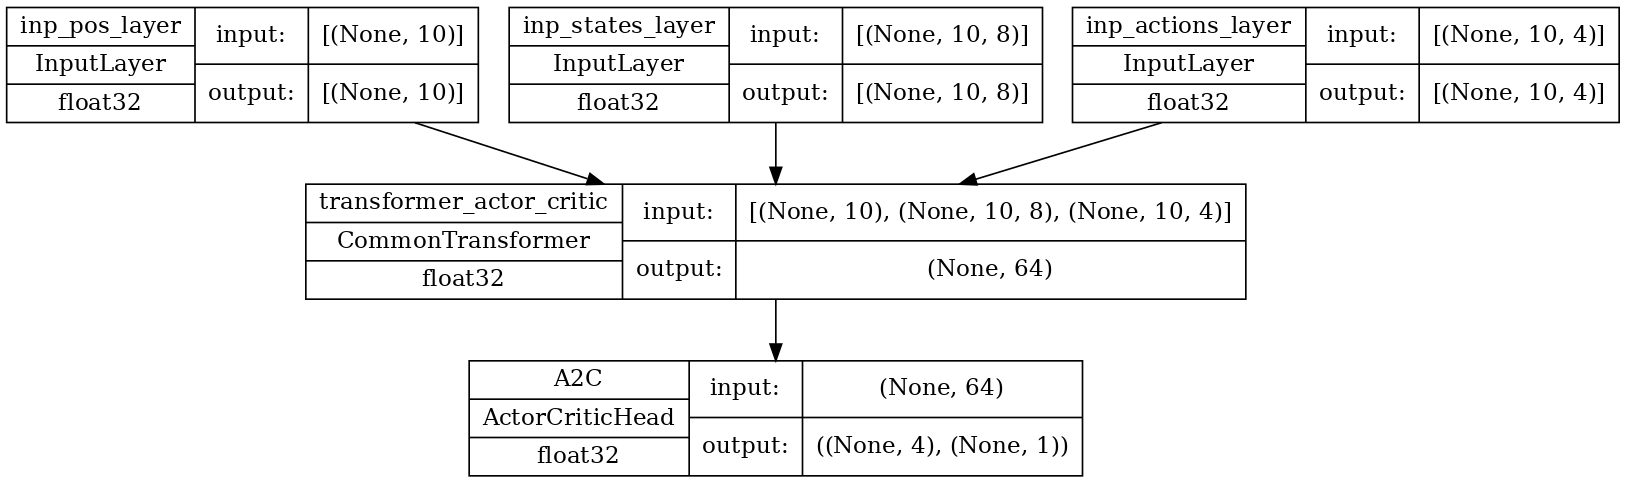 inp_pos_layer
InputLayer
float32
input:
[(None, 10)]
output:
[(None, 10)]
inp_states_layer
InputLayer
float32
input:
[(None, 10, 8)]
output:
[(None, 10, 8)]
inp_actions_layer
InputLayer
float32
input:
[(None, 10, 4)]
output:
[(None, 10, 4)]
transformer_actor_critic
CommonTransformer
float32
input:
[(None, 10), (None, 10, 8), (None, 10, 4)]
output:
(None, 64)
A2C
ActorCriticHead
float32
input:
(None, 64)
output:
((None, 4), (None, 1))